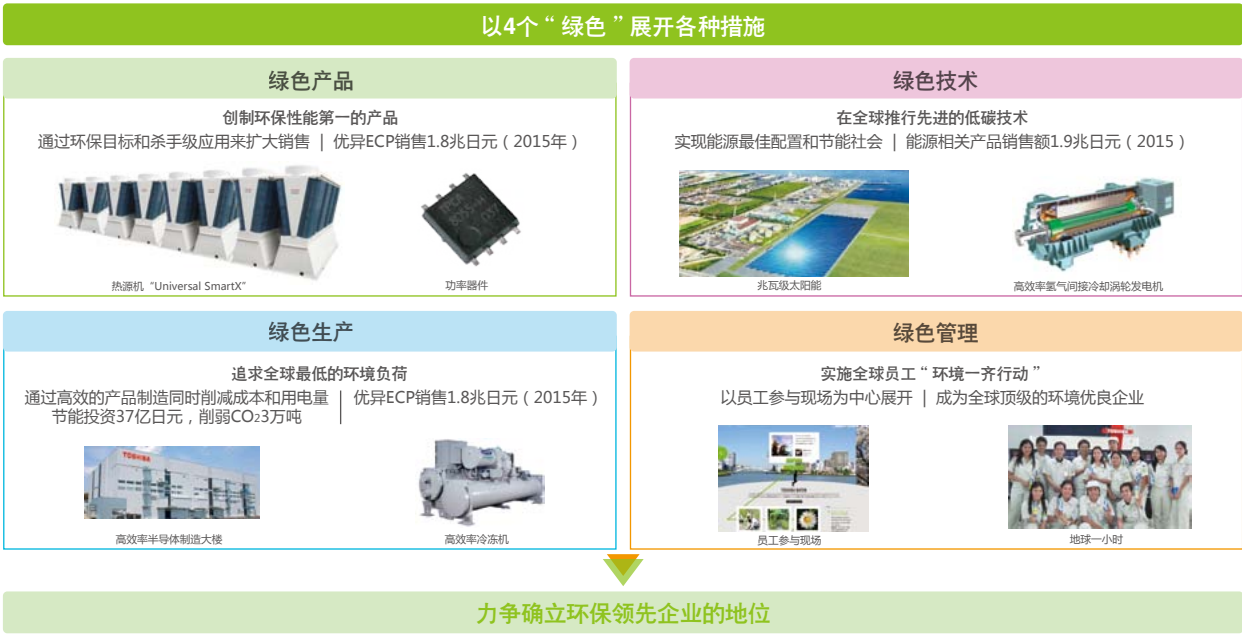 以4个“绿色”展开各种措施
绿色产品
创制环保性能第一的产品
通过环保目标和杀手级应用来扩大销售 | 优异ECP销售1.8兆日元（2015年）
热源机“Universal SmartX”
功率器件
绿色技术
在全球推行先进的低碳技术
实现能源最佳配置和节能社会 | 能源相关产品销售额1.9兆日元（2015）
兆瓦级太阳能
高效率氢气间接冷却涡轮发电机
绿色生产
追求全球最低的环境负荷
通过高效的产品制造同时削减成本和用电量 | 优异ECP销售1.8兆日元（2015年）
节能投资37亿日元，削弱CO₂3万吨
TOSHIBA
高效率半导体制造大楼
高效率冷冻机
绿色管理
实施全球员工“环境一齐行动”
以员工参与现场为中心展开 | 成为全球顶级的环境优良企业
员工参与现场
地球一小时
力争确立环保领先企业的地位